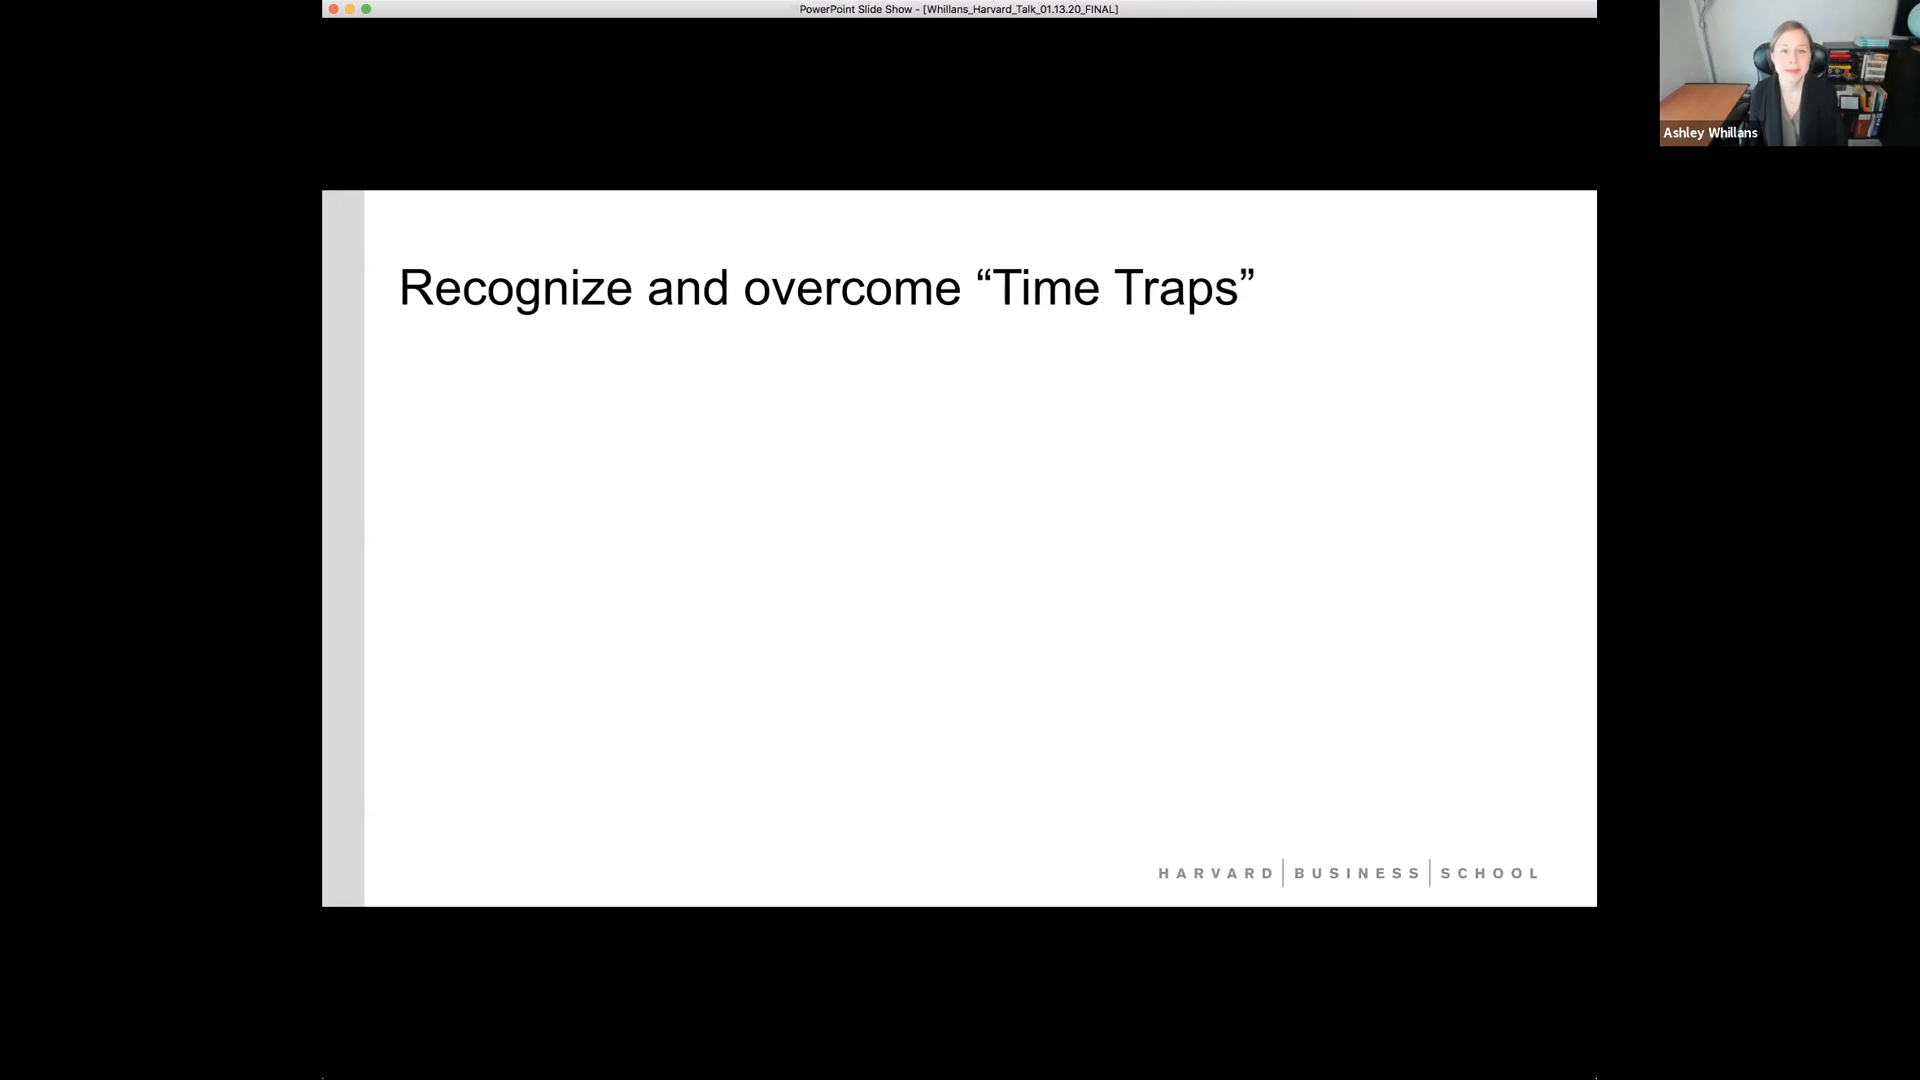 PowerPoint Slide Show - [Whillans_Harvard_Talk_01.13.20_FINAL]
Ashley Whillans
Recognize and overcome “Time Traps”
HARVARD | BUSINESS | SCHOOL